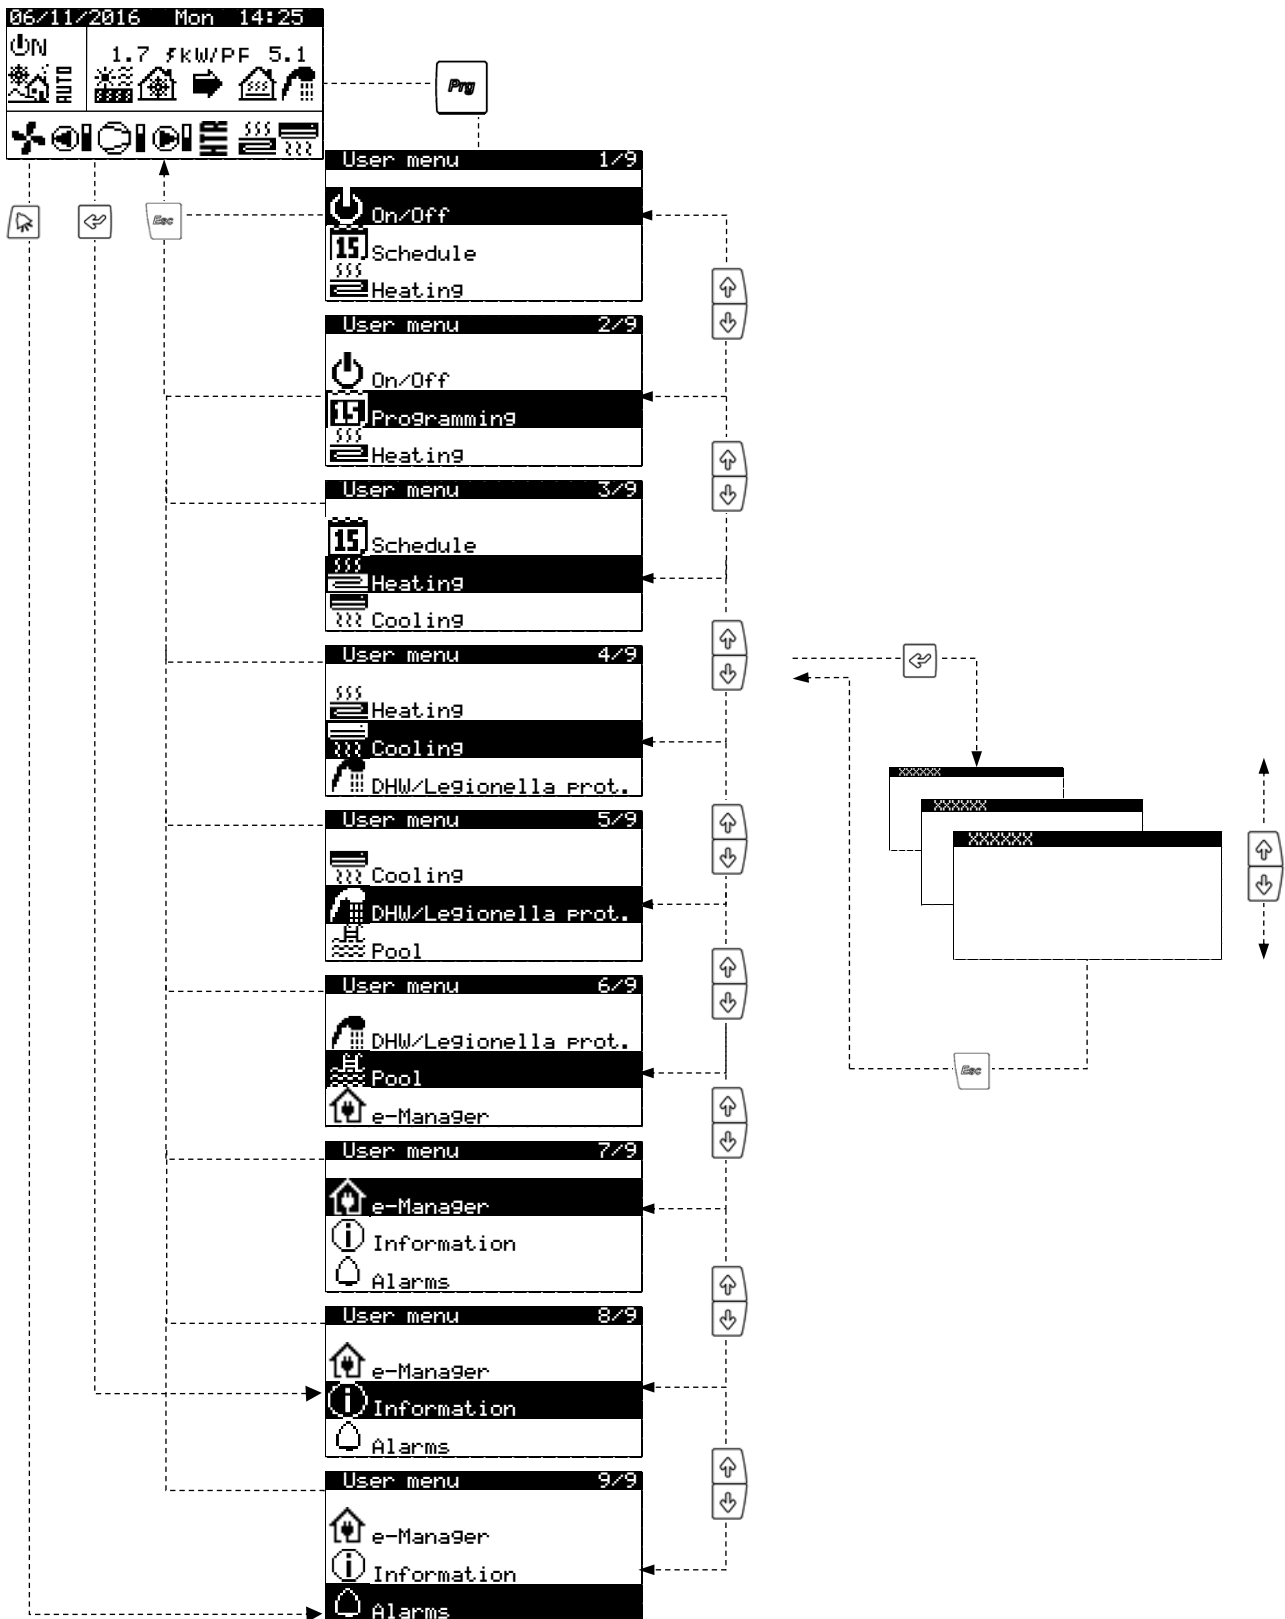 06/11/2016 Mon 14:25
ON
1.7 kW/PF 5.1
AUTO
HTR
Prg
Esc
User menu 1/9
On/Off
15 Schedule
Heating
User menu 2/9
On/Off
15 Programming
Heating
User menu 3/9
15 Schedule
Heating
Cooling
User menu 4/9
Heating
Cooling
DHW/Legionella prot.
User menu 5/9
Cooling
DHW/Legionella prot.
Pool
User menu 6/9
DHW/Legionella prot.
Pool
e-Manager
User menu 7/9
e-Manager
Information
Alarms
User menu 8/9
e-Manager
Information
Alarms
User menu 9/9
e-Manager
Information
Alarms
XXXXXX
XXXXXX
XXXXXX
Esc